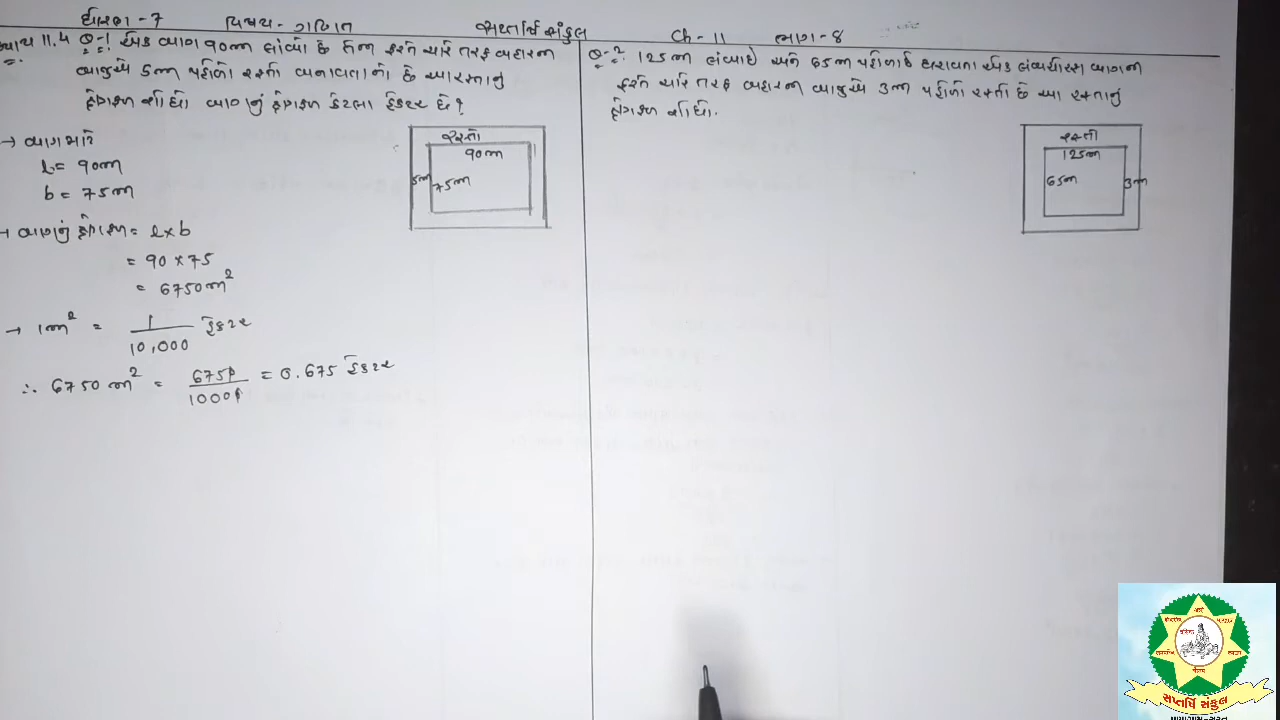 ધોરણ - 7 વિષય - ગણિત સપ્તર્ષિ સંકુલ Ch - 11 ભાગ - 8
સ્વાધ્યાય 11.4 Q-1 એક બાગ 90m લાંબો છે તેની ફરતે ચારે તરફ બહારની
બાજુએ 5m પહોળો રસ્તો બનાવવાનો છે આ રસ્તાનું
ક્ષેત્રફળ શોધો બાગનું ક્ષેત્રફળ કેટલા હેક્ટર છે?
→ બાગ માટે
l = 90m
b = 75m
→ બાગનું ક્ષેત્રફળ = l × b
= 90 × 75
= 6750 m²
→ 1m² = 1 / 10,000 હેક્ટર
∴ 6750 m² = 6750 / 10000 = 0.675 હેક્ટર
રસ્તો
90m
5m 75m
Q-2 125m લંબાઈ અને 65m પહોળાઈ ધરાવતા એક લંબચોરસ બાગની
ફરતે ચારે તરફ બહારની બાજુએ 3m પહોળો રસ્તો છે આ રસ્તાનું
ક્ષેત્રફળ શોધો.
રસ્તો
125m
65m 3m
સપ્તર્ષિ સંકુલ